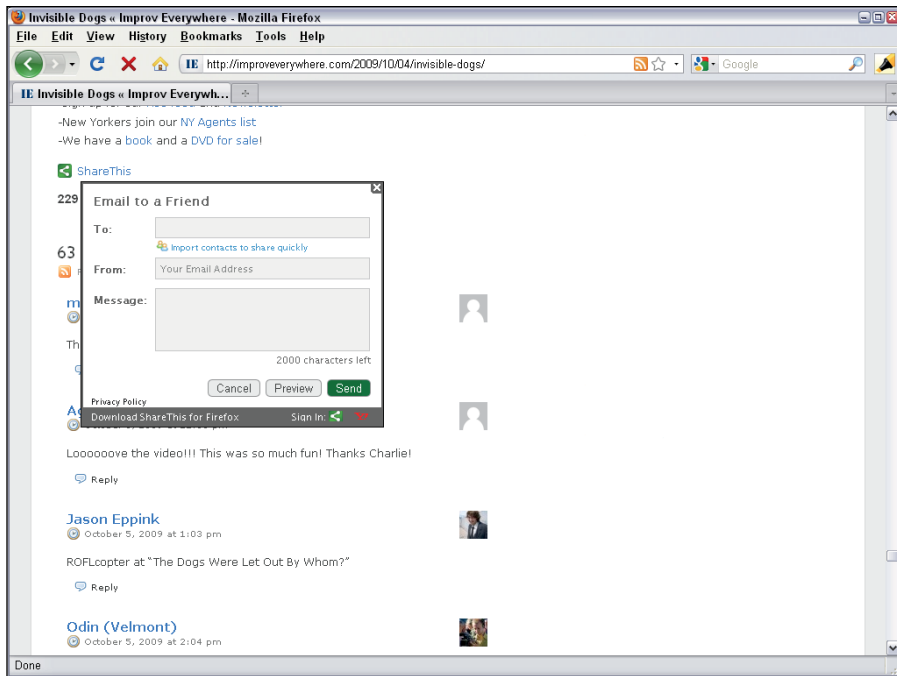 Invisible Dogs « Improv Everywhere - Mozilla Firefox
File Edit View History Bookmarks Tools Help
IE http://improveverywhere.com/2009/10/04/invisible-dogs/ Google
IE Invisible Dogs « Improv Everywh...
-New Yorkers join our NY Agents list
-We have a book and a DVD for sale!
ShareThis
229
Email to a Friend
To:
Import contacts to share quickly
63
From: Your Email Address
Message:
2000 characters left
Th
Cancel Preview Send
Privacy Policy
Download ShareThis for Firefox Sign In:
Looooooove the video!!! This was so much fun! Thanks Charlie!
Reply
Jason Eppink
October 5, 2009 at 1:03 pm
ROFLcopter at “The Dogs Were Let Out By Whom?”
Reply
Odin (Velmont)
October 5, 2009 at 2:04 pm
Done